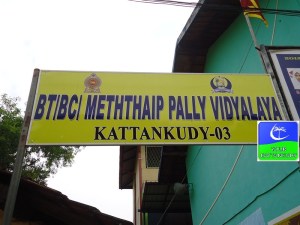 BT/BC/ METHTHAIP PALLY VIDYALAYA
KATTANKUDY-03